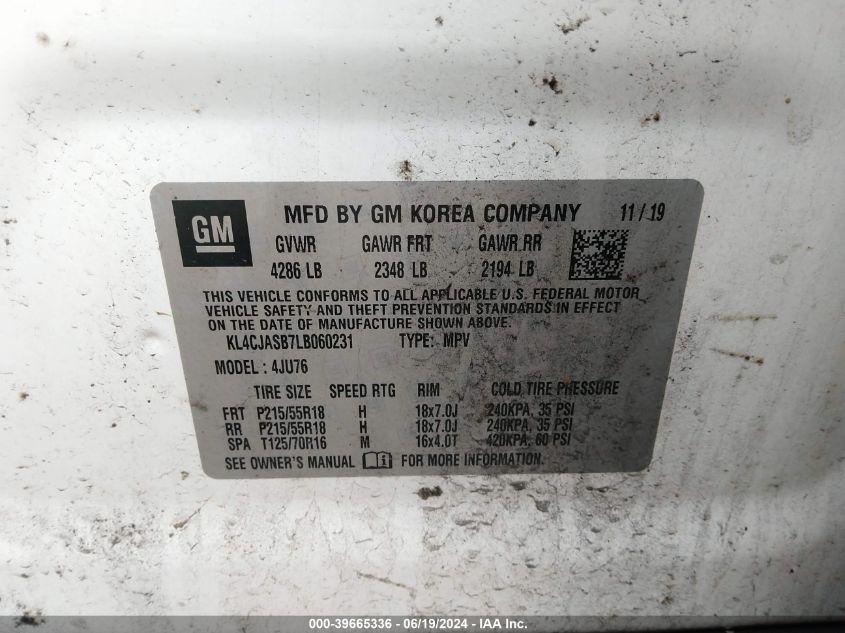 GM
MFD BY GM KOREA COMPANY 11/19
GVWR GAWR FRT GAWR RR
4286 LB 2348 LB 2194 LB
THIS VEHICLE CONFORMS TO ALL APPLICABLE U.S. FEDERAL MOTOR
VEHICLE SAFETY AND THEFT PREVENTION STANDARDS IN EFFECT
ON THE DATE OF MANUFACTURE SHOWN ABOVE.
KL4CJASB7LB060231 TYPE: MPV
MODEL: 4JU76
TIRE SIZE SPEED RTG RIM COLD TIRE PRESSURE
FRT P215/55R18 H 18x7.0J 240KPA, 35 PSI
RR P215/55R18 H 18x7.0J 240KPA, 35 PSI
SPA T125/70R16 M 16x4.0T 420KPA, 60 PSI
SEE OWNER'S MANUAL FOR MORE INFORMATION.
000-39665336 - 06/19/2024 - IAA Inc.